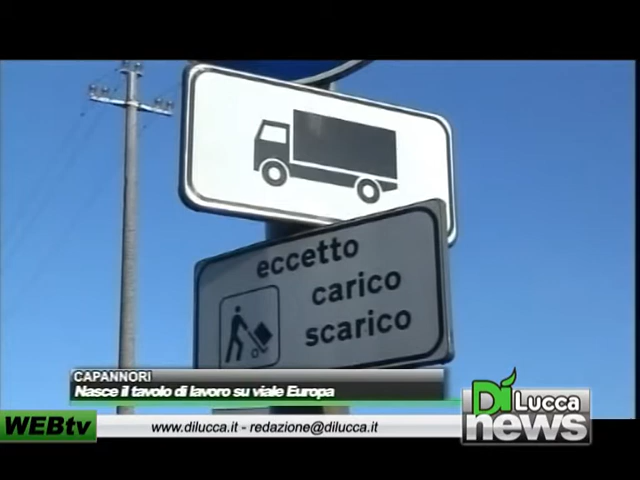 eccetto
carico
scarico
CAPANNORI
Nasce il tavolo di lavoro su viale Europa
Di Lucca
news
WEBtv
www.dilucca.it - redazione@dilucca.it